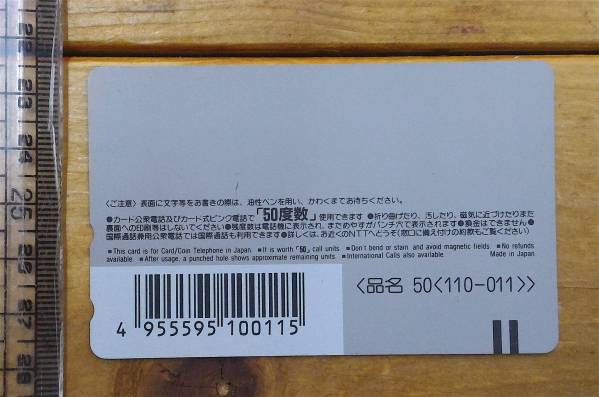 〈ご注意〉表面に文字等をお書きの際は、油性ペンを用い、かわくまでお待ちください。
●カード公衆電話及びカード式ピンク電話で「50度数」使用できます ●折り曲げたり、汚したり、磁気に近づけたりまた
裏面への印刷等はしないでください ●残度数は電話機に表示され、まためやすがパンチ穴で表示されます ●換金はできません ●
国際通話兼用公衆電話では国際通話も利用できます ●詳しくは、お近くのNTTへどうぞ(窓口に備え付けの約款もご覧ください)
■This card is for Card/Coin Telephone in Japan. ■It is worth「50」call units ■Don't bend or stain and avoid magnetic fields. ■No refunds
available ■After usage, a punched hole shows approximate remaining units. ■International Calls also available. Made in Japan
〈品名 50〈110-011〉〉
4 955595 100115
22
23
24
25
26
27
28